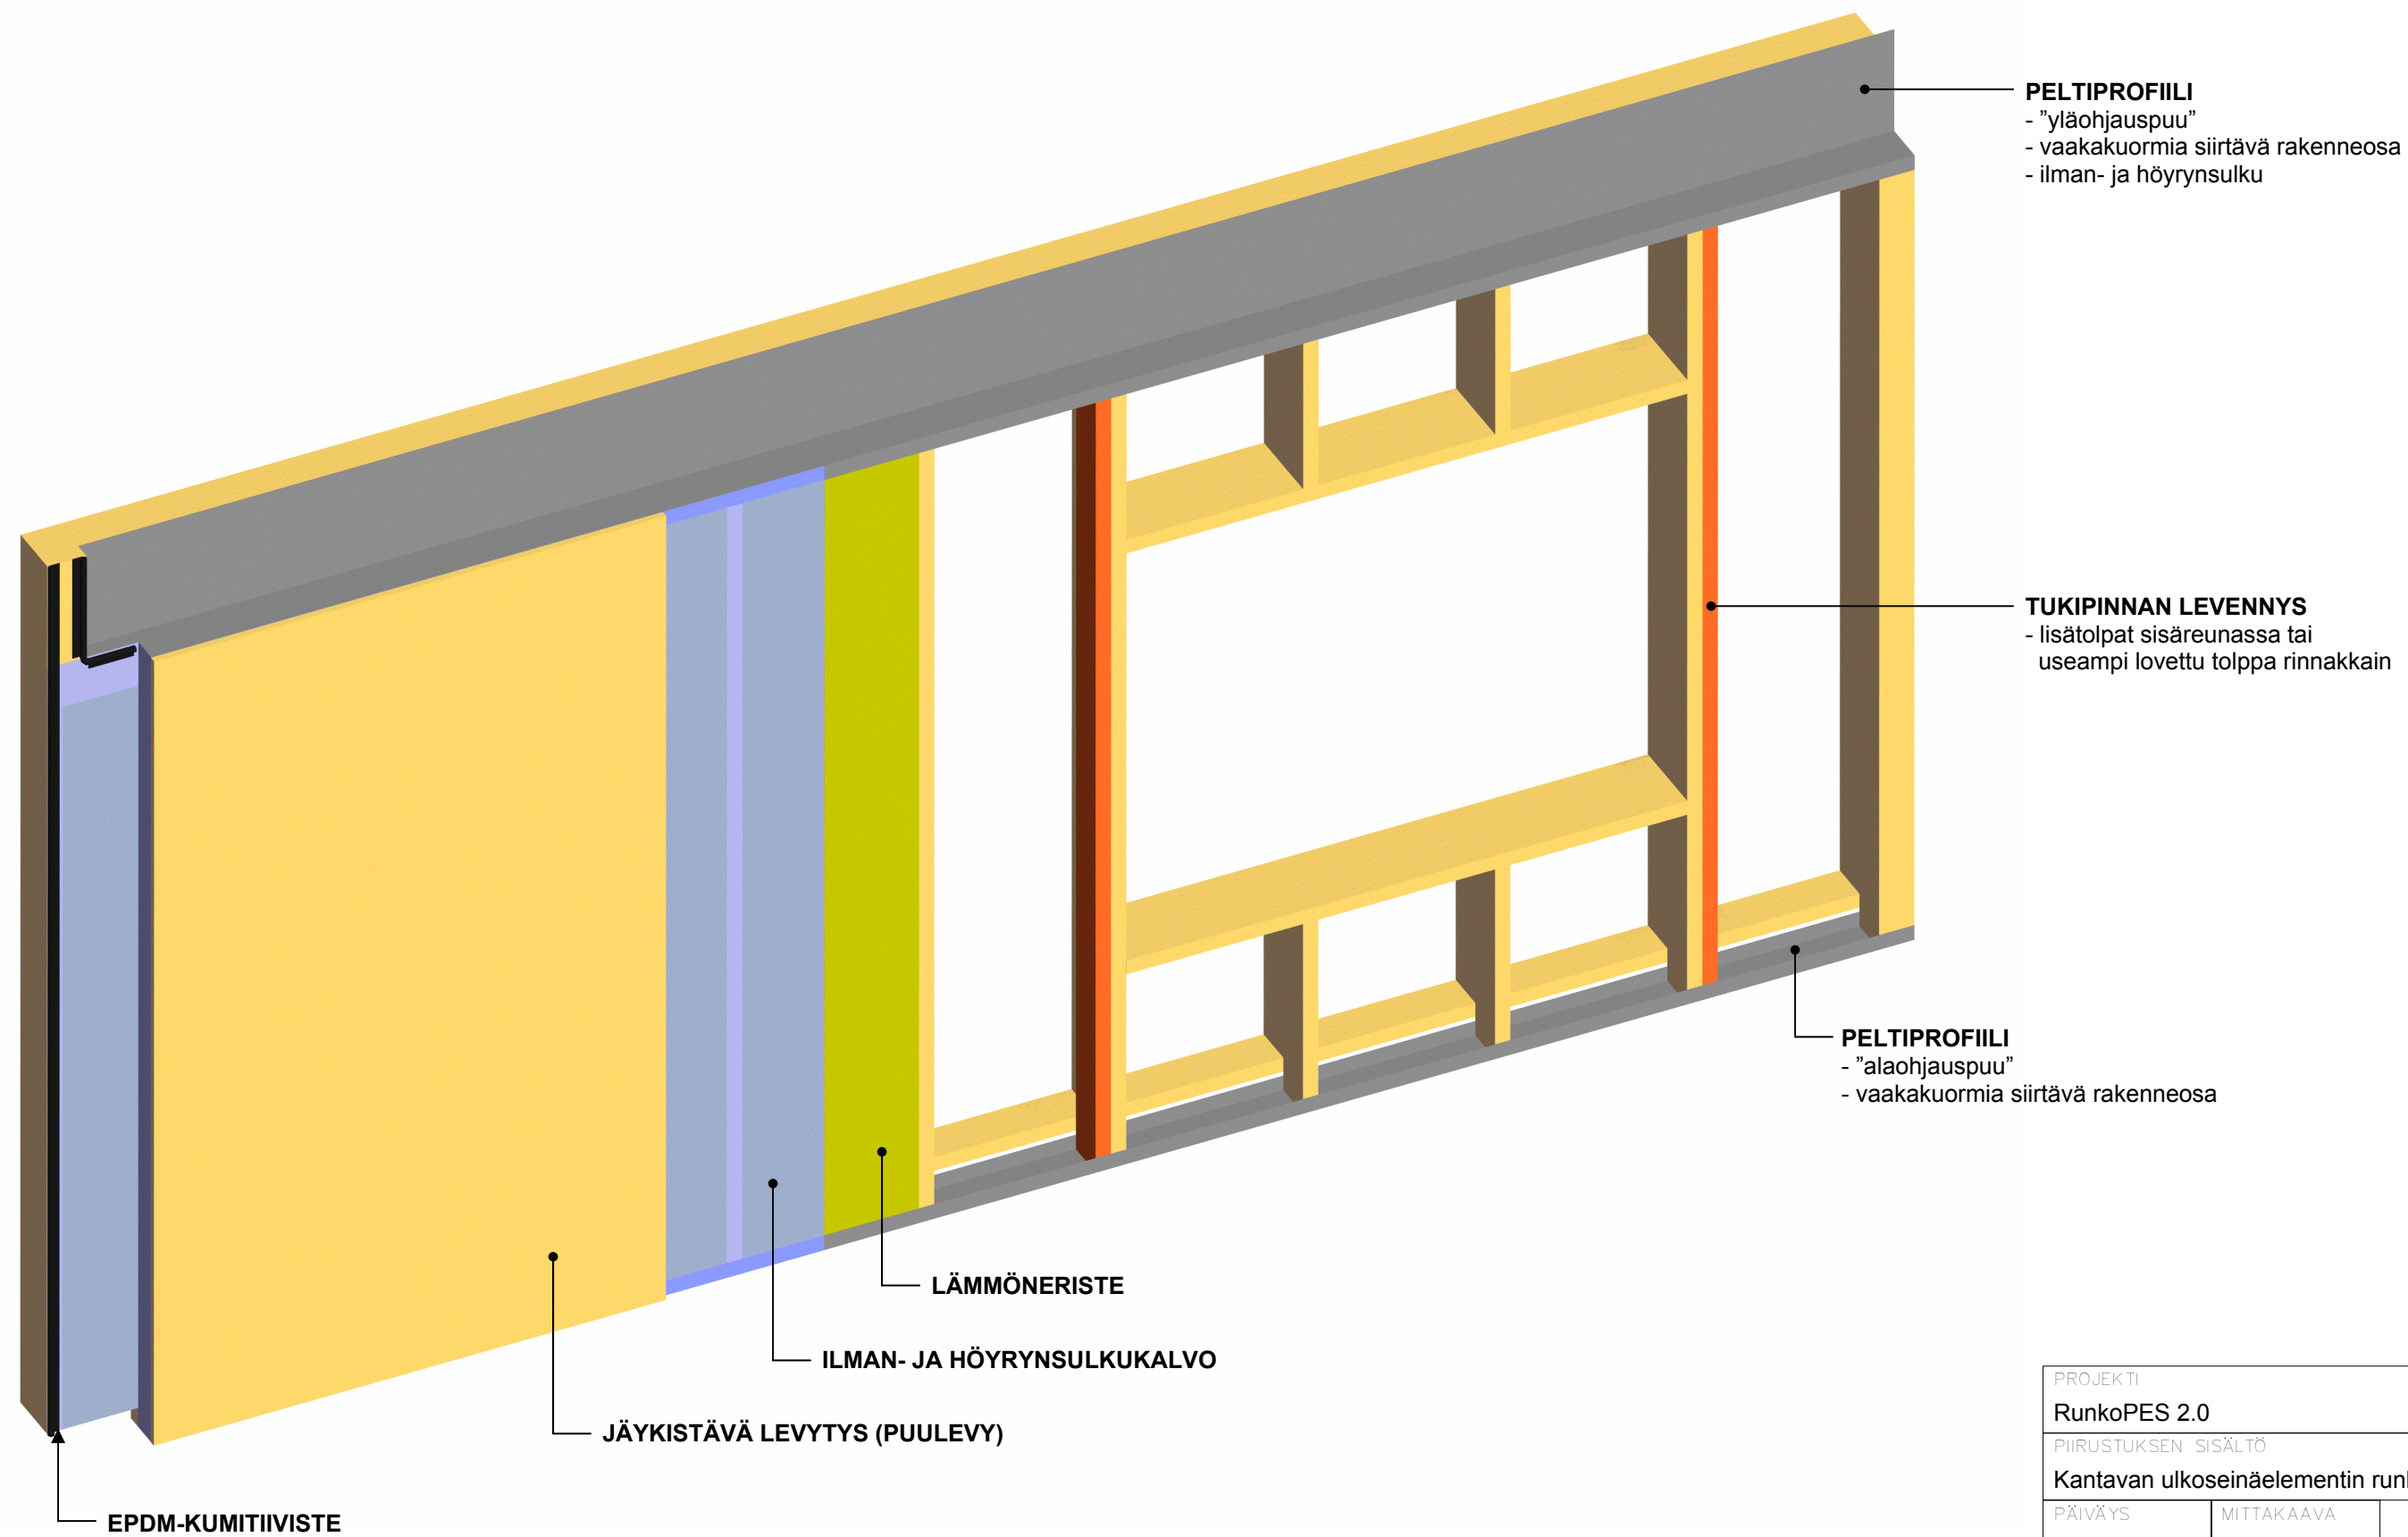 PELTIPROFIILI
- ”yläohjauspuu”
- vaakakuormia siirtävä rakenneosa
- ilman- ja höyrynsulku
TUKIPINNAN LEVENNYS
- lisätolpat sisäreunassa tai
useampi lovettu tolppa rinnakkain
PELTIPROFIILI
- ”alaohjauspuu”
- vaakakuormia siirtävä rakenneosa
LÄMMÖNERISTE
ILMAN- JA HÖYRYNSULKUKALVO
JÄYKISTÄVÄ LEVYTYS (PUULEVY)
EPDM-KUMITIIVISTE
PROJEKTI
RunkoPES 2.0
PIIRUSTUKSEN SISÄLTÖ
Kantavan ulkoseinäelementin
PÄIVÄYS MITTAKAAVA